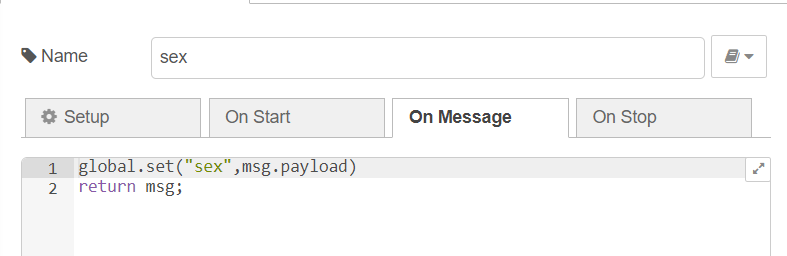 Name
sex
Setup
On Start
On Message
On Stop
1 global.set("sex",msg.payload)
2 return msg;